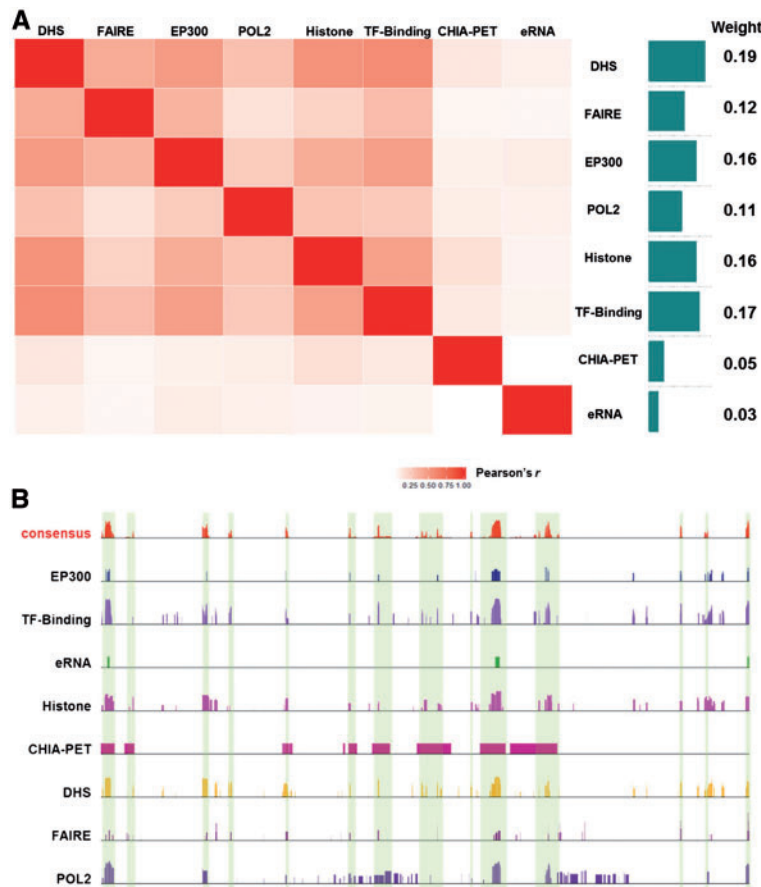 A
DHS FAIRE EP300 POL2 Histone TF-Binding CHIA-PET eRNA
Weight
DHS 0.19
FAIRE 0.12
EP300 0.16
POL2 0.11
Histone 0.16
TF-Binding 0.17
CHIA-PET 0.05
eRNA 0.03
Pearson's r
0.25 0.50 0.75 1.00
B
consensus
EP300
TF-Binding
eRNA
Histone
CHIA-PET
DHS
FAIRE
POL2